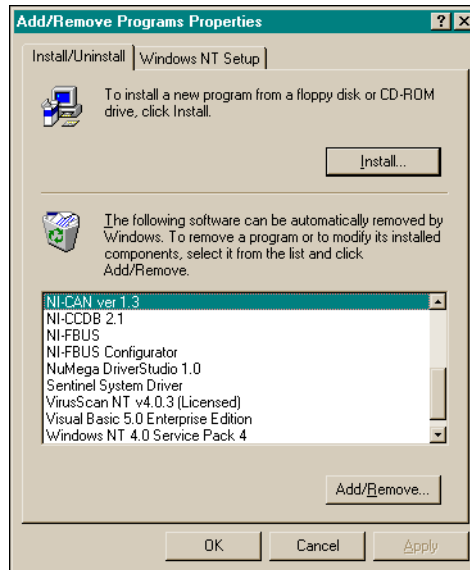 Add/Remove Programs Properties
Install/Uninstall
Windows NT Setup
To install a new program from a floppy disk or CD-ROM
drive, click Install.
Install...
The following software can be automatically removed by
Windows. To remove a program or to modify its installed
components, select it from the list and click
Add/Remove.
NI-CAN ver 1.3
NI-CCDB 2.1
NI-FBUS
NI-FBUS Configurator
NuMega DriverStudio 1.0
Sentinel System Driver
VirusScan NT v4.0.3 (Licensed)
Visual Basic 5.0 Enterprise Edition
Windows NT 4.0 Service Pack 4
Add/Remove...
OK
Cancel
Apply